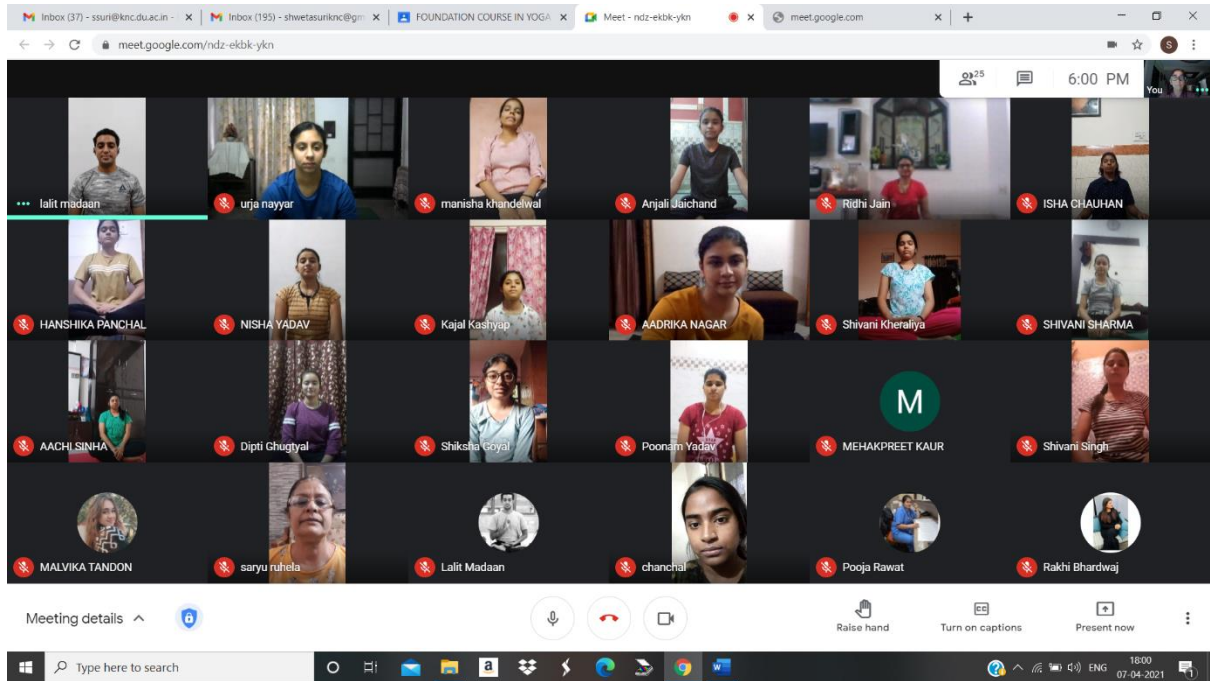 Inbox (37) - ssuri@knc.du.ac.in -
Inbox (195) - shwetasuriknc@gm
FOUNDATION COURSE IN YOGA
Meet - ndz-ekbk-ykn
meet.google.com
meet.google.com/ndz-ekbk-ykn
S
25
6:00 PM
You
lalit madaan
urja nayyar
manisha khandelwal
Anjali Jaichand
Ridhi Jain
ISHA CHAUHAN
HANSHIKA PANCHAL
NISHA YADAV
Kajal Kashyap
AADRIKA NAGAR
Shivani Kheraliya
SHIVANI SHARMA
AACHI SINHA
Dipti Ghugtyal
Shiksha Goyal
Poonam Yadav
M
MEHAKPREET KAUR
Shivani Singh
MALVIKA TANDON
saryu ruhela
Lalit Madaan
chanchal
Pooja Rawat
Rakhi Bhardwaj
Meeting details
Raise hand
CC
Turn on captions
Present now
Type here to search
a
ENG
18:00
07-04-2021
1